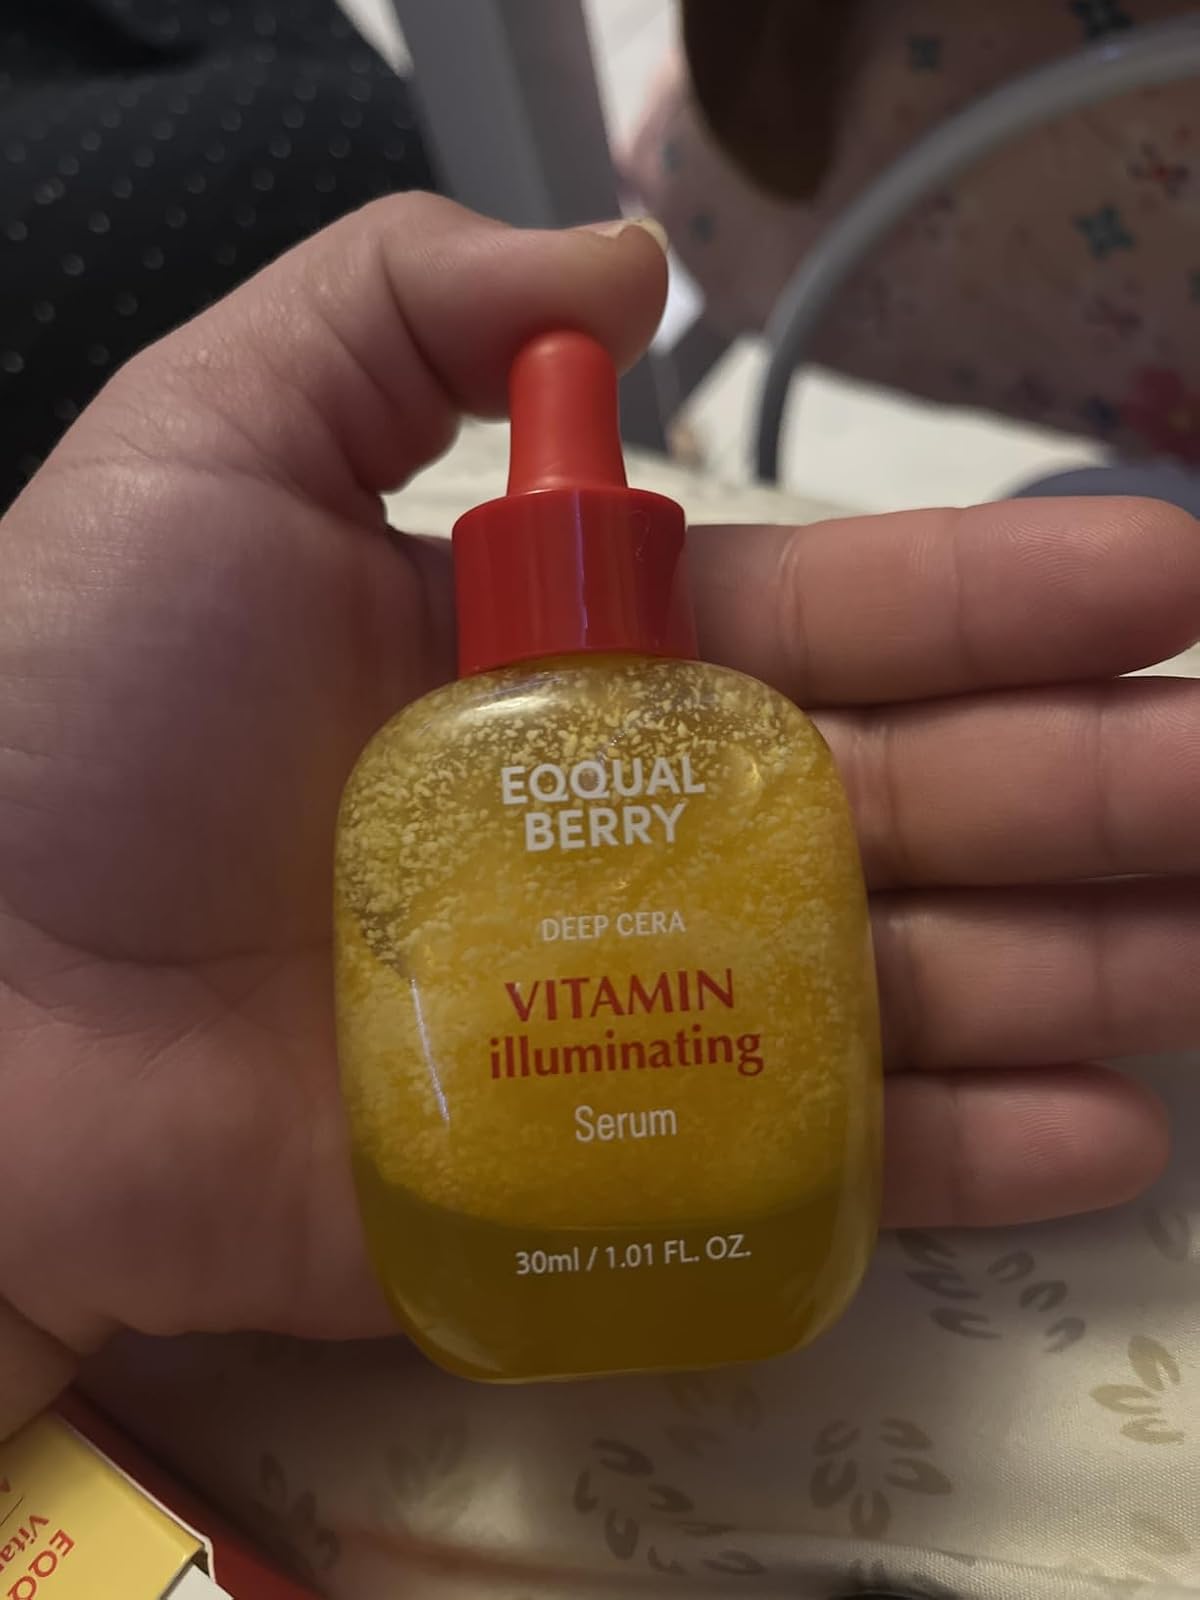 EQQUAL
BERRY
DEEP CERA
VITAMIN
illuminating
Serum
30ml / 1.01 FL. OZ.